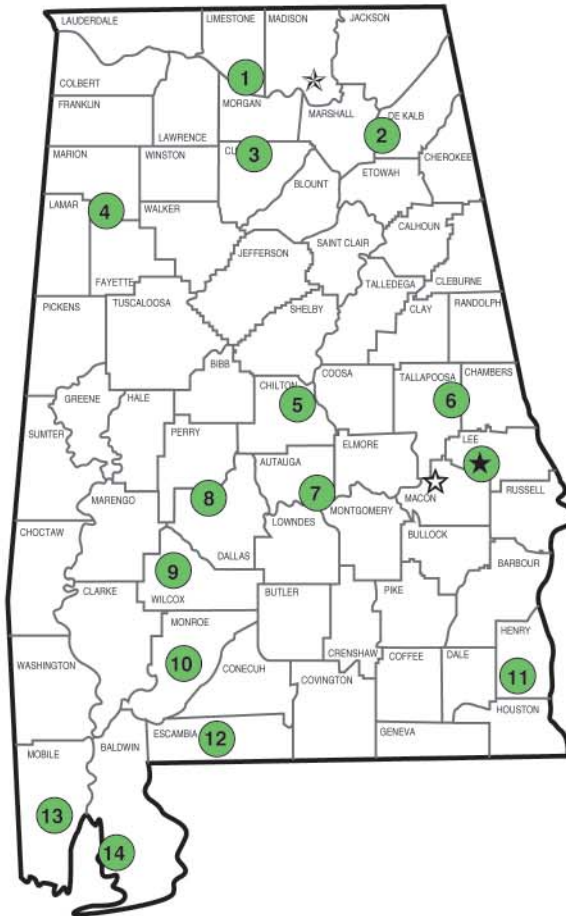 LAUDERDALE
LIMESTONE
MADISON
JACKSON
COLBERT
1
FRANKLIN
MORGAN
LAWRENCE
MARSHALL
DE KALB
2
MARION
WINSTON
CU
3
CHEROKEE
ETOWAH
BLOUNT
LAMAR
4
WALKER
CALHOUN
SAINT CLAIR
JEFFERSON
FAYETTE
TALLEDEGA
CLEBURNE
PICKENS
TUSCALOOSA
SHELBY
CLAY
RANDOLPH
BIBB
COOSA
TALLAPOOSA
CHAMBERS
GREENE
HALE
CHILTON
5
6
SUMTER
PERRY
ELMORE
LEE
AUTAUGA
MARENGO
8
7
MACON
RUSSELL
LOWNDES
MONTGOMERY
CHOCTAW
DALLAS
BULLOCK
BARBOUR
9
CLARKE
WILCOX
BUTLER
PIKE
MONROE
HENRY
WASHINGTON
10
CONECUH
CRENSHAW
COFFEE
DALE
COVINGTON
11
HOUSTON
ESCAMBIA
12
GENEVA
MOBILE
BALDWIN
13
14